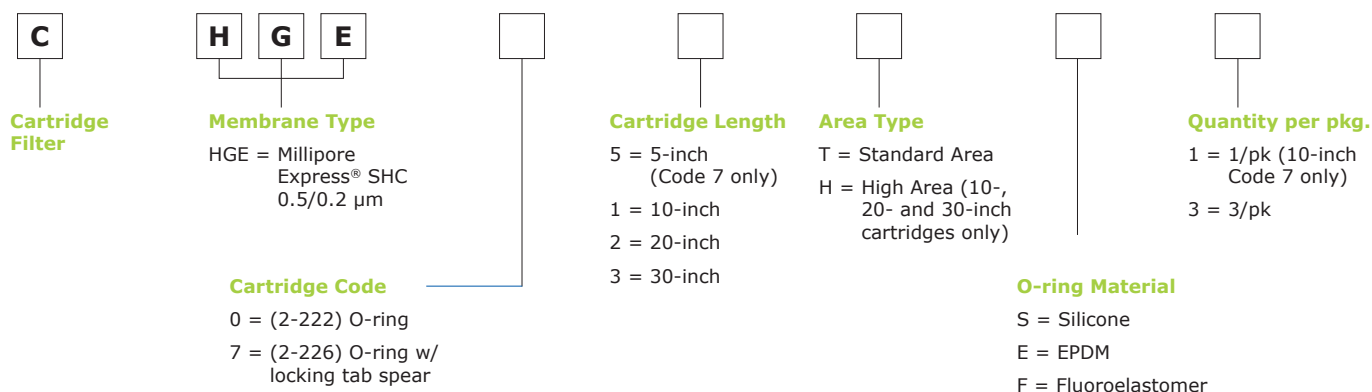 C H G E
Cartridge
Filter
Membrane Type
HGE = Millipore
Express® SHC
0.5/0.2 µm
Cartridge Code
0 = (2-222) O-ring
7 = (2-226) O-ring w/
locking tab spear
Cartridge Length
5 = 5-inch
(Code 7 only)
1 = 10-inch
2 = 20-inch
3 = 30-inch
Area Type
T = Standard Area
H = High Area (10-,
20- and 30-inch
cartridges only)
O-ring Material
S = Silicone
E = EPDM
F = Fluoroelastomer
Quantity per pkg.
1 = 1/pk (10-inch
Code 7 only)
3 = 3/pk